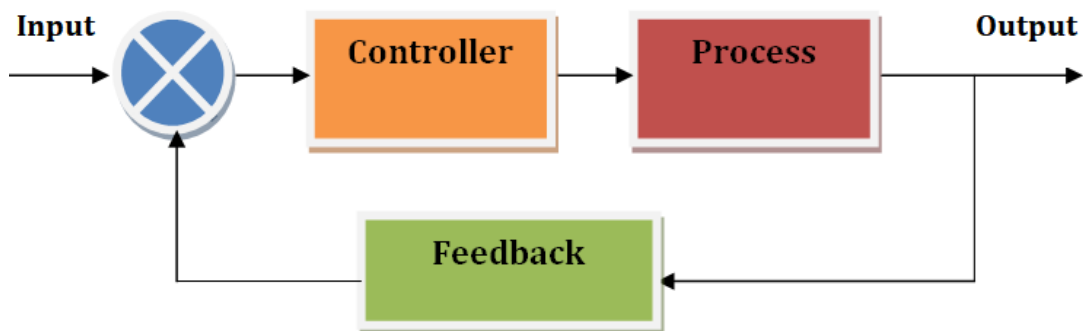 Input
Controller
Process
Output
Feedback